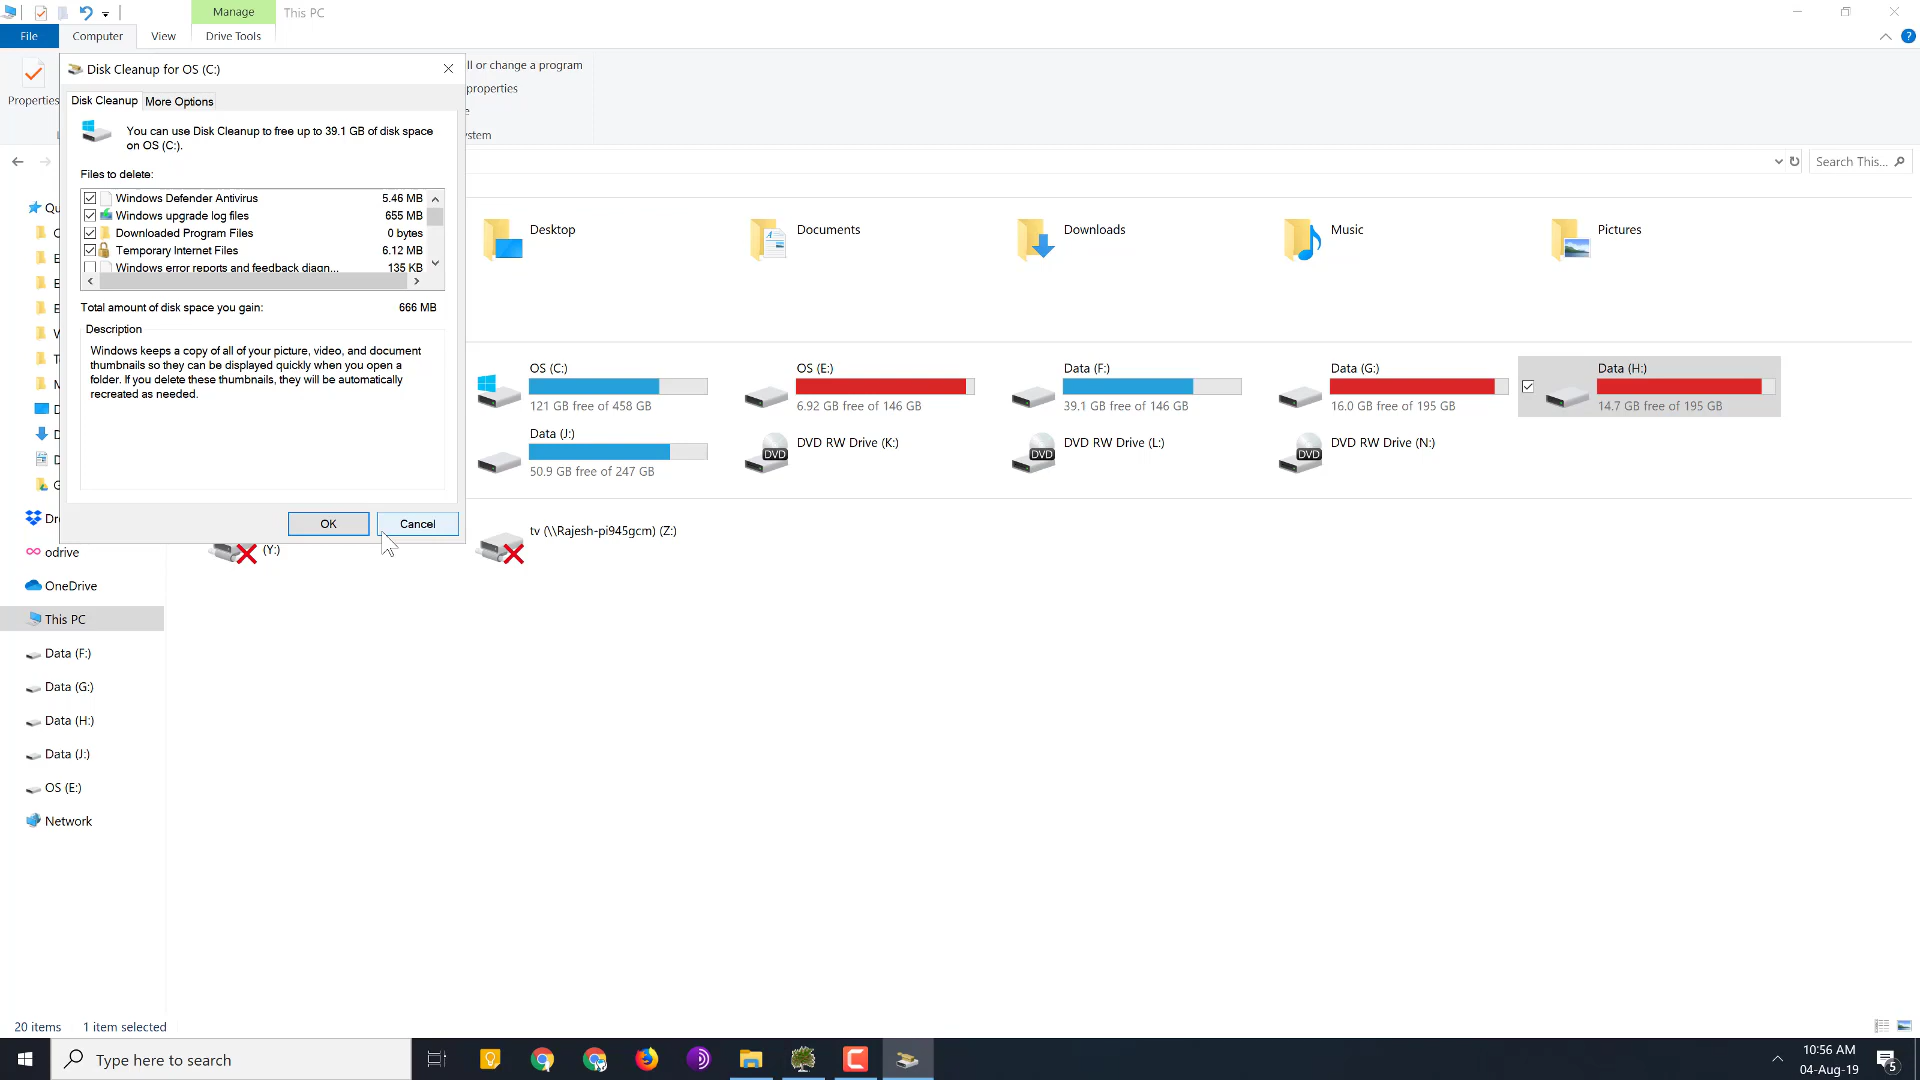 Manage
This PC
File
Computer
View
Drive Tools
Properties
ll or change a program
properties
e
stem
Disk Cleanup for OS (C:)
Disk Cleanup
More Options
You can use Disk Cleanup to free up to 39.1 GB of disk space
on OS (C:).
Files to delete:
Windows Defender Antivirus 5.46 MB
Windows upgrade log files 655 MB
Downloaded Program Files 0 bytes
Temporary Internet Files 6.12 MB
Windows error reports and feedback diagn... 135 KB
Total amount of disk space you gain: 666 MB
Description
Windows keeps a copy of all of your picture, video, and document
thumbnails so they can be displayed quickly when you open a
folder. If you delete these thumbnails, they will be automatically
recreated as needed.
OK
Cancel
Search This...
Desktop
Documents
Downloads
Music
Pictures
OS (C:)
121 GB free of 458 GB
OS (E:)
6.92 GB free of 146 GB
Data (F:)
39.1 GB free of 146 GB
Data (G:)
16.0 GB free of 195 GB
Data (H:)
14.7 GB free of 195 GB
Data (J:)
50.9 GB free of 247 GB
DVD RW Drive (K:)
DVD RW Drive (L:)
DVD RW Drive (N:)
DVD
DVD
DVD
(Y:)
tv (\\Rajesh-pi945gcm) (Z:)
Qu
Dr
odrive
OneDrive
This PC
Data (F:)
Data (G:)
Data (H:)
Data (J:)
OS (E:)
Network
20 items
1 item selected
Type here to search
10:56 AM
04-Aug-19
5